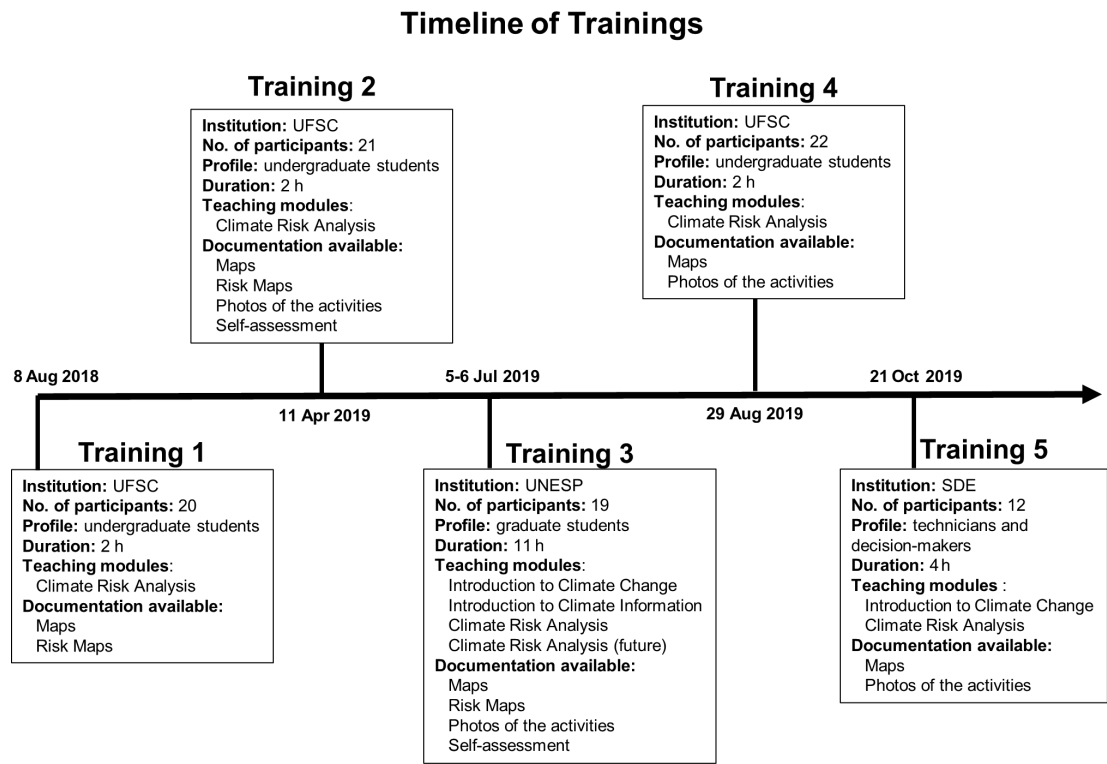 Timeline of Trainings
Training 2
Institution: UFSC
No. of participants: 21
Profile: undergraduate students
Duration: 2 h
Teaching modules:
Climate Risk Analysis
Documentation available:
Maps
Risk Maps
Photos of the activities
Self-assessment
Training 4
Institution: UFSC
No. of participants: 22
Profile: undergraduate students
Duration: 2 h
Teaching modules:
Climate Risk Analysis
Documentation available:
Maps
Photos of the activities
8 Aug 2018
11 Apr 2019
5-6 Jul 2019
29 Aug 2019
21 Oct 2019
Training 1
Institution: UFSC
No. of participants: 20
Profile: undergraduate students
Duration: 2 h
Teaching modules:
Climate Risk Analysis
Documentation available:
Maps
Risk Maps
Training 3
Institution: UNESP
No. of participants: 19
Profile: graduate students
Duration: 11 h
Teaching modules:
Introduction to Climate Change
Introduction to Climate Information
Climate Risk Analysis
Climate Risk Analysis (future)
Documentation available:
Maps
Risk Maps
Photos of the activities
Self-assessment
Training 5
Institution: SDE
No. of participants: 12
Profile: technicians and
decision-makers
Duration: 4 h
Teaching modules :
Introduction to Climate Change
Climate Risk Analysis
Documentation available:
Maps
Photos of the activities